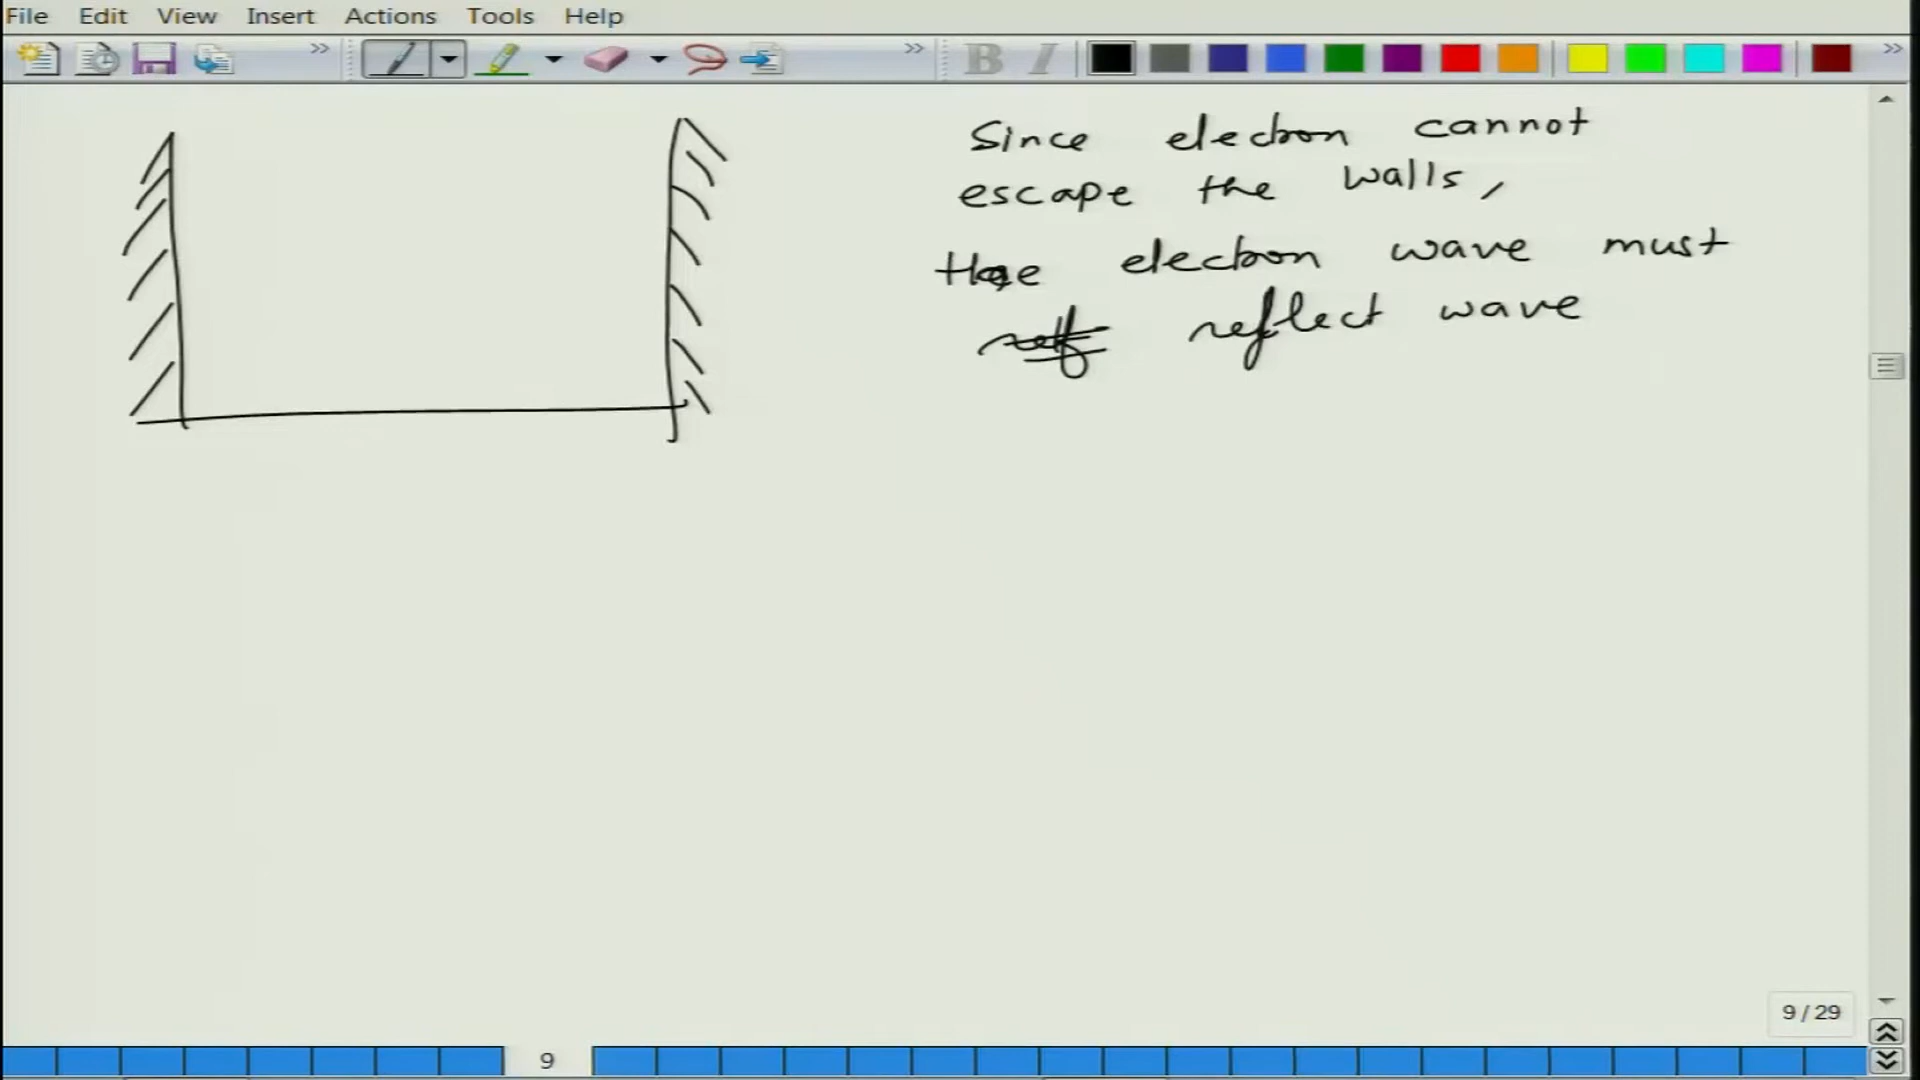 File Edit View Insert Actions Tools Help
B I
Since electron cannot
escape the walls,
the electron wave must
reflect wave
9 / 29
9